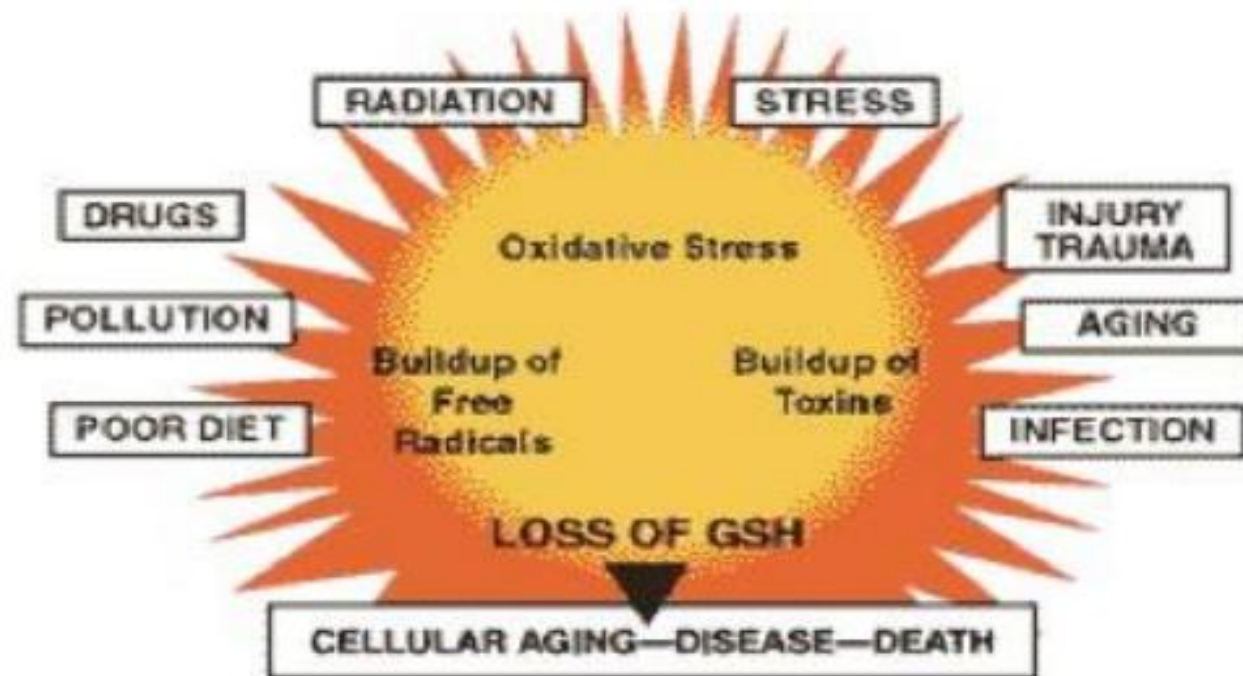 RADIATION
STRESS
DRUGS
INJURY
TRAUMA
Oxidative Stress
POLLUTION
AGING
Buildup of
Free
Radicals
Buildup of
Toxins
POOR DIET
INFECTION
LOSS OF GSH
CELLULAR AGING—DISEASE—DEATH